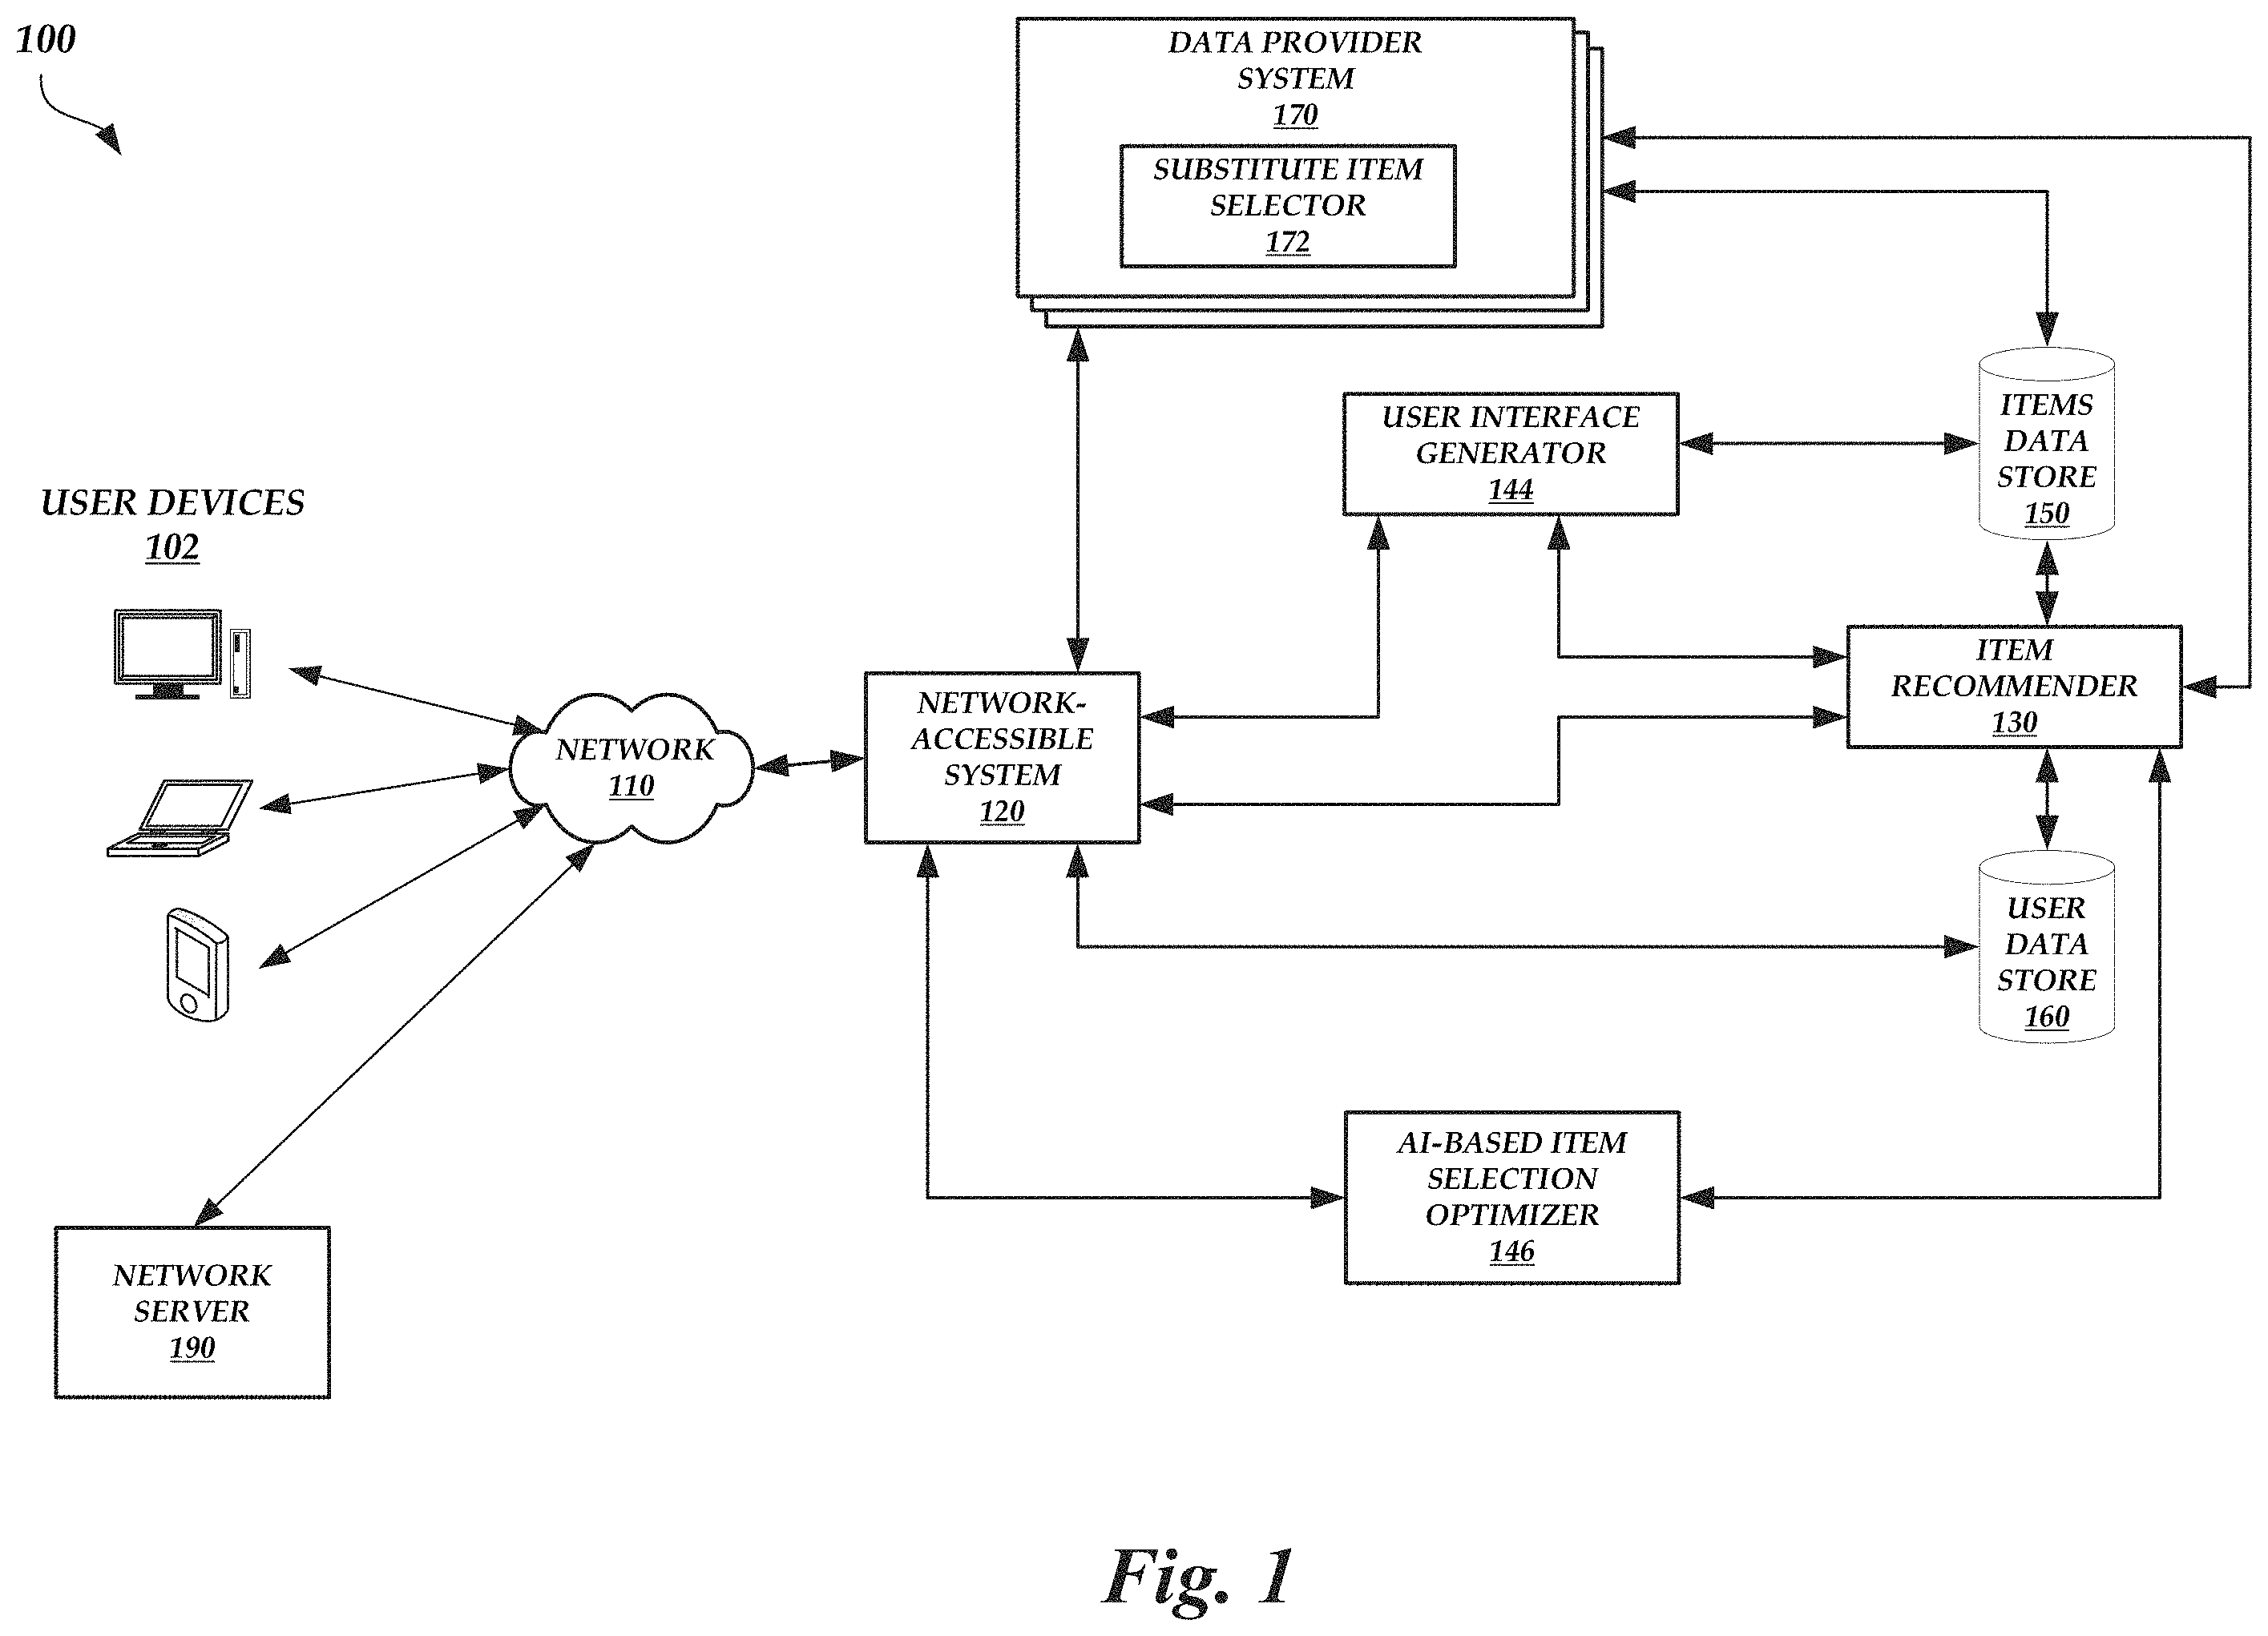 100
DATA PROVIDER
SYSTEM
170
SUBSTITUTE ITEM
SELECTOR
172
USER INTERFACE
GENERATOR
144
ITEMS
DATA
STORE
150
USER DEVICES
102
NETWORK
110
NETWORK-
ACCESSIBLE
SYSTEM
120
ITEM
RECOMMENDER
130
USER
DATA
STORE
160
AI-BASED ITEM
SELECTION
OPTIMIZER
146
NETWORK
SERVER
190
Fig. 1